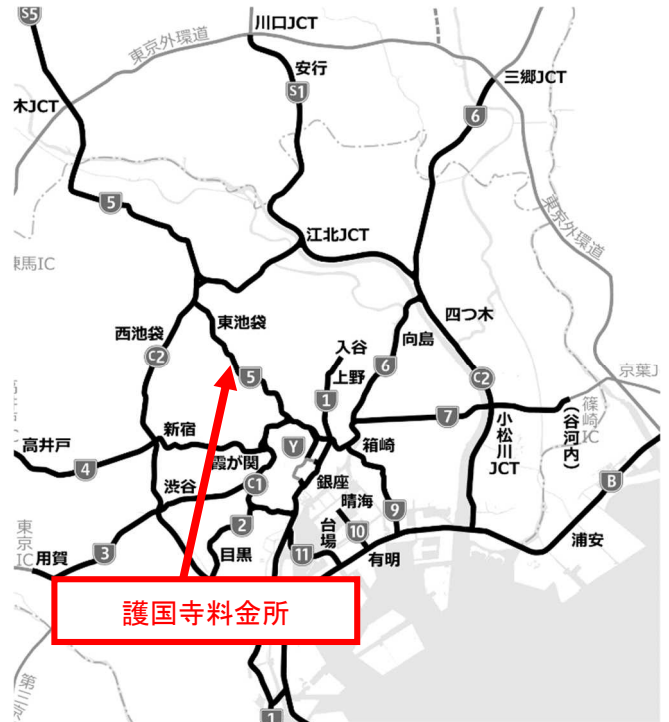 S5
川口JCT
東京外環道
安行
三郷JCT
木JCT
S1
6
5
東京外環道
江北JCT
練馬IC
四つ木
東池袋
向島
西池袋
入谷
C2
上野
6
5
C2
京葉J
1
7
篠崎IC
(谷河内)
小松川JCT
新宿
Y
箱崎
高井戸
霞が関
4
銀座
C1
渋谷
晴海
9
B
2
台場
10
東京IC
3
目黒
11
有明
浦安
用賀
護国寺料金所
第三京
1